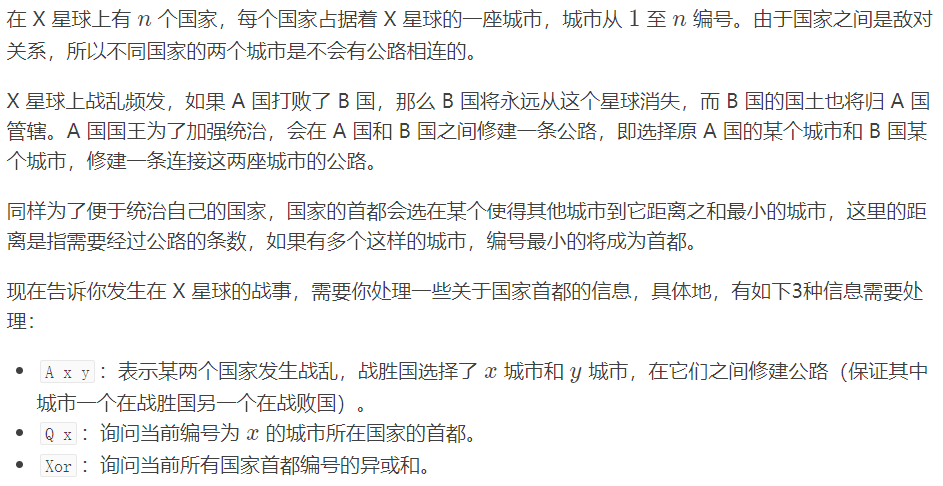 在 X 星球上有 n 个国家，每个国家占据着 X 星球的一座城市，城市从 1 至 n 编号。由于国家之间是敌对
关系，所以不同国家的两个城市是不会有公路相连的。
X 星球上战乱频发，如果 A 国打败了 B 国，那么 B 国将永远从这个星球消失，而 B 国的国土也将归 A 国
管辖。A 国国王为了加强统治，会在 A 国和 B 国之间修建一条公路，即选择原 A 国的某个城市和 B 国某
个城市，修建一条连接这两座城市的公路。
同样为了便于统治自己的国家，国家的首都会选在某个使得其他城市到它距离之和最小的城市，这里的距
离是指需要经过公路的条数，如果有多个这样的城市，编号最小的将成为首都。
现在告诉你发生在 X 星球的战事，需要你处理一些关于国家首都的信息，具体地，有如下3种信息需要处
理：
• A x y：表示某两个国家发生战乱，战胜国选择了 x 城市和 y 城市，在它们之间修建公路（保证其中
城市一个在战胜国另一个在战败国）。
• Q x：询问当前编号为 x 的城市所在国家的首都。
• Xor：询问当前所有国家首都编号的异或和。